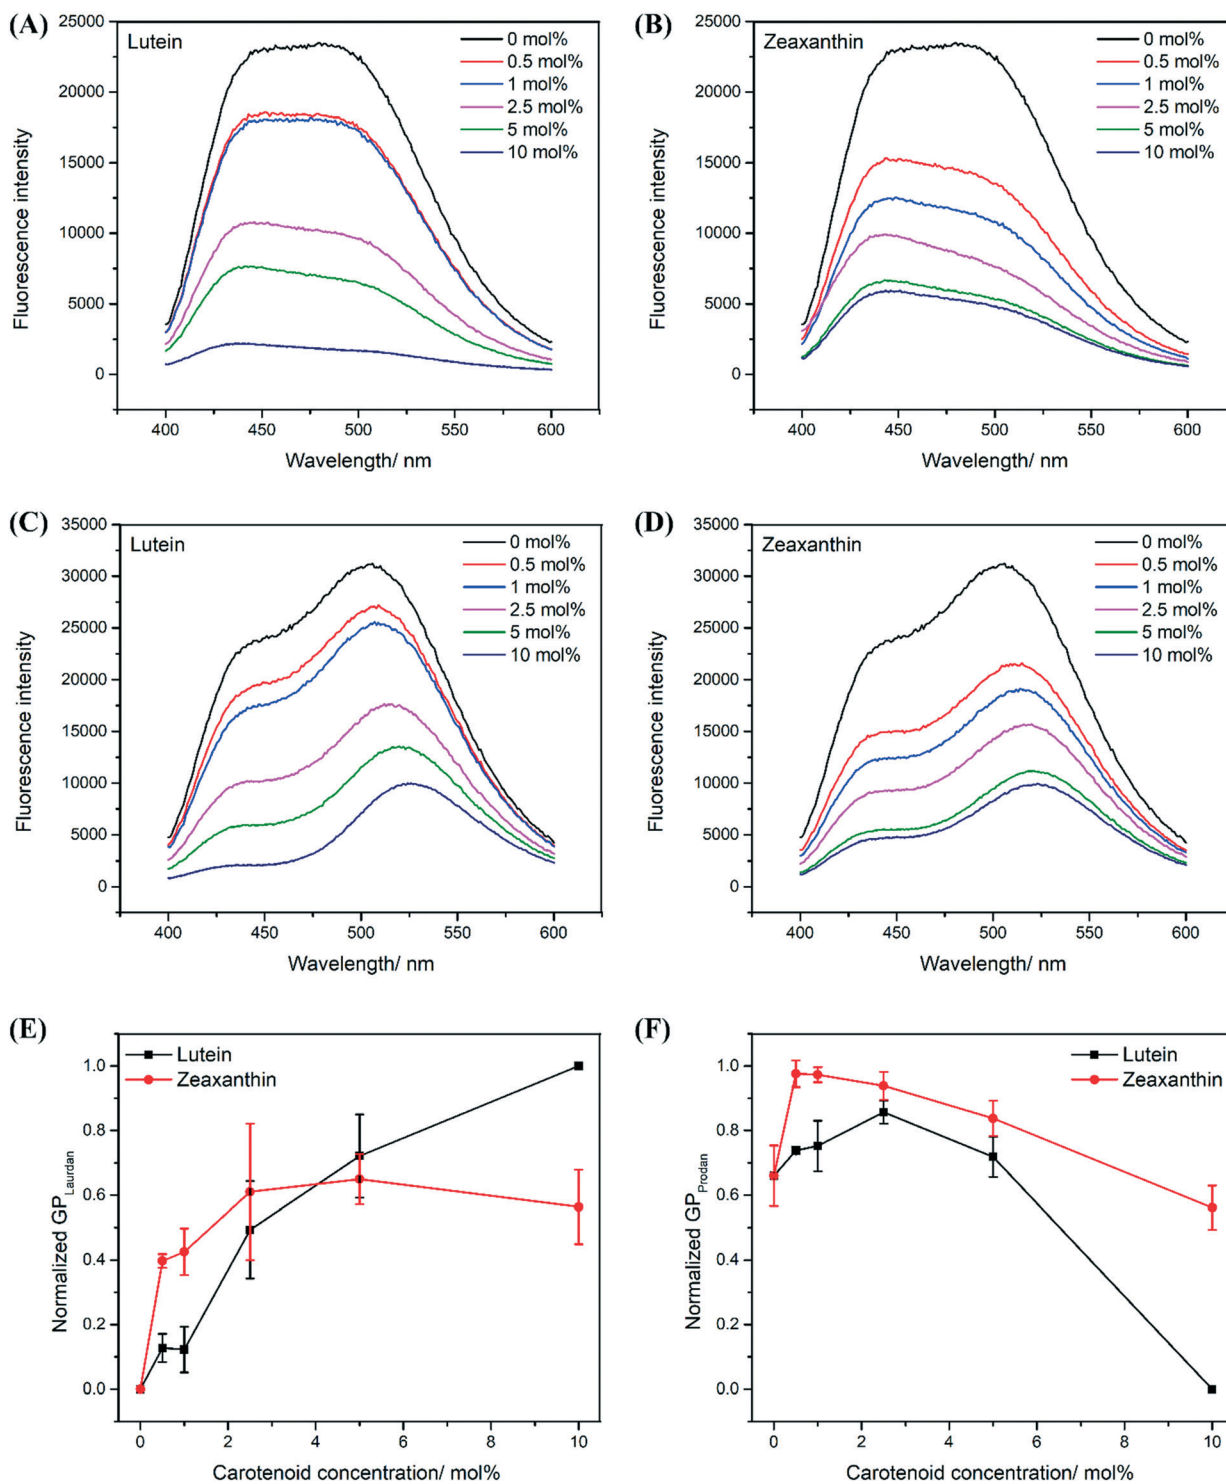 (A)
Lutein
0 mol%
0.5 mol%
1 mol%
2.5 mol%
5 mol%
10 mol%
25000
20000
15000
10000
5000
0
Fluorescence intensity
400 450 500 550 600
Wavelength/ nm
(B)
Zeaxanthin
0 mol%
0.5 mol%
1 mol%
2.5 mol%
5 mol%
10 mol%
25000
20000
15000
10000
5000
0
Fluorescence intensity
400 450 500 550 600
Wavelength/ nm
(C)
Lutein
0 mol%
0.5 mol%
1 mol%
2.5 mol%
5 mol%
10 mol%
35000
30000
25000
20000
15000
10000
5000
0
Fluorescence intensity
400 450 500 550 600
Wavelength/ nm
(D)
Zeaxanthin
0 mol%
0.5 mol%
1 mol%
2.5 mol%
5 mol%
10 mol%
35000
30000
25000
20000
15000
10000
5000
0
Fluorescence intensity
400 450 500 550 600
Wavelength/ nm
(E)
Lutein
Zeaxanthin
1.0
0.8
0.6
0.4
0.2
0.0
Normalized GP Laurdan
0 2 4 6 8 10
Carotenoid concentration/ mol%
(F)
Lutein
Zeaxanthin
1.0
0.8
0.6
0.4
0.2
0.0
Normalized GP Prodan
0 2 4 6 8 10
Carotenoid concentration/ mol%